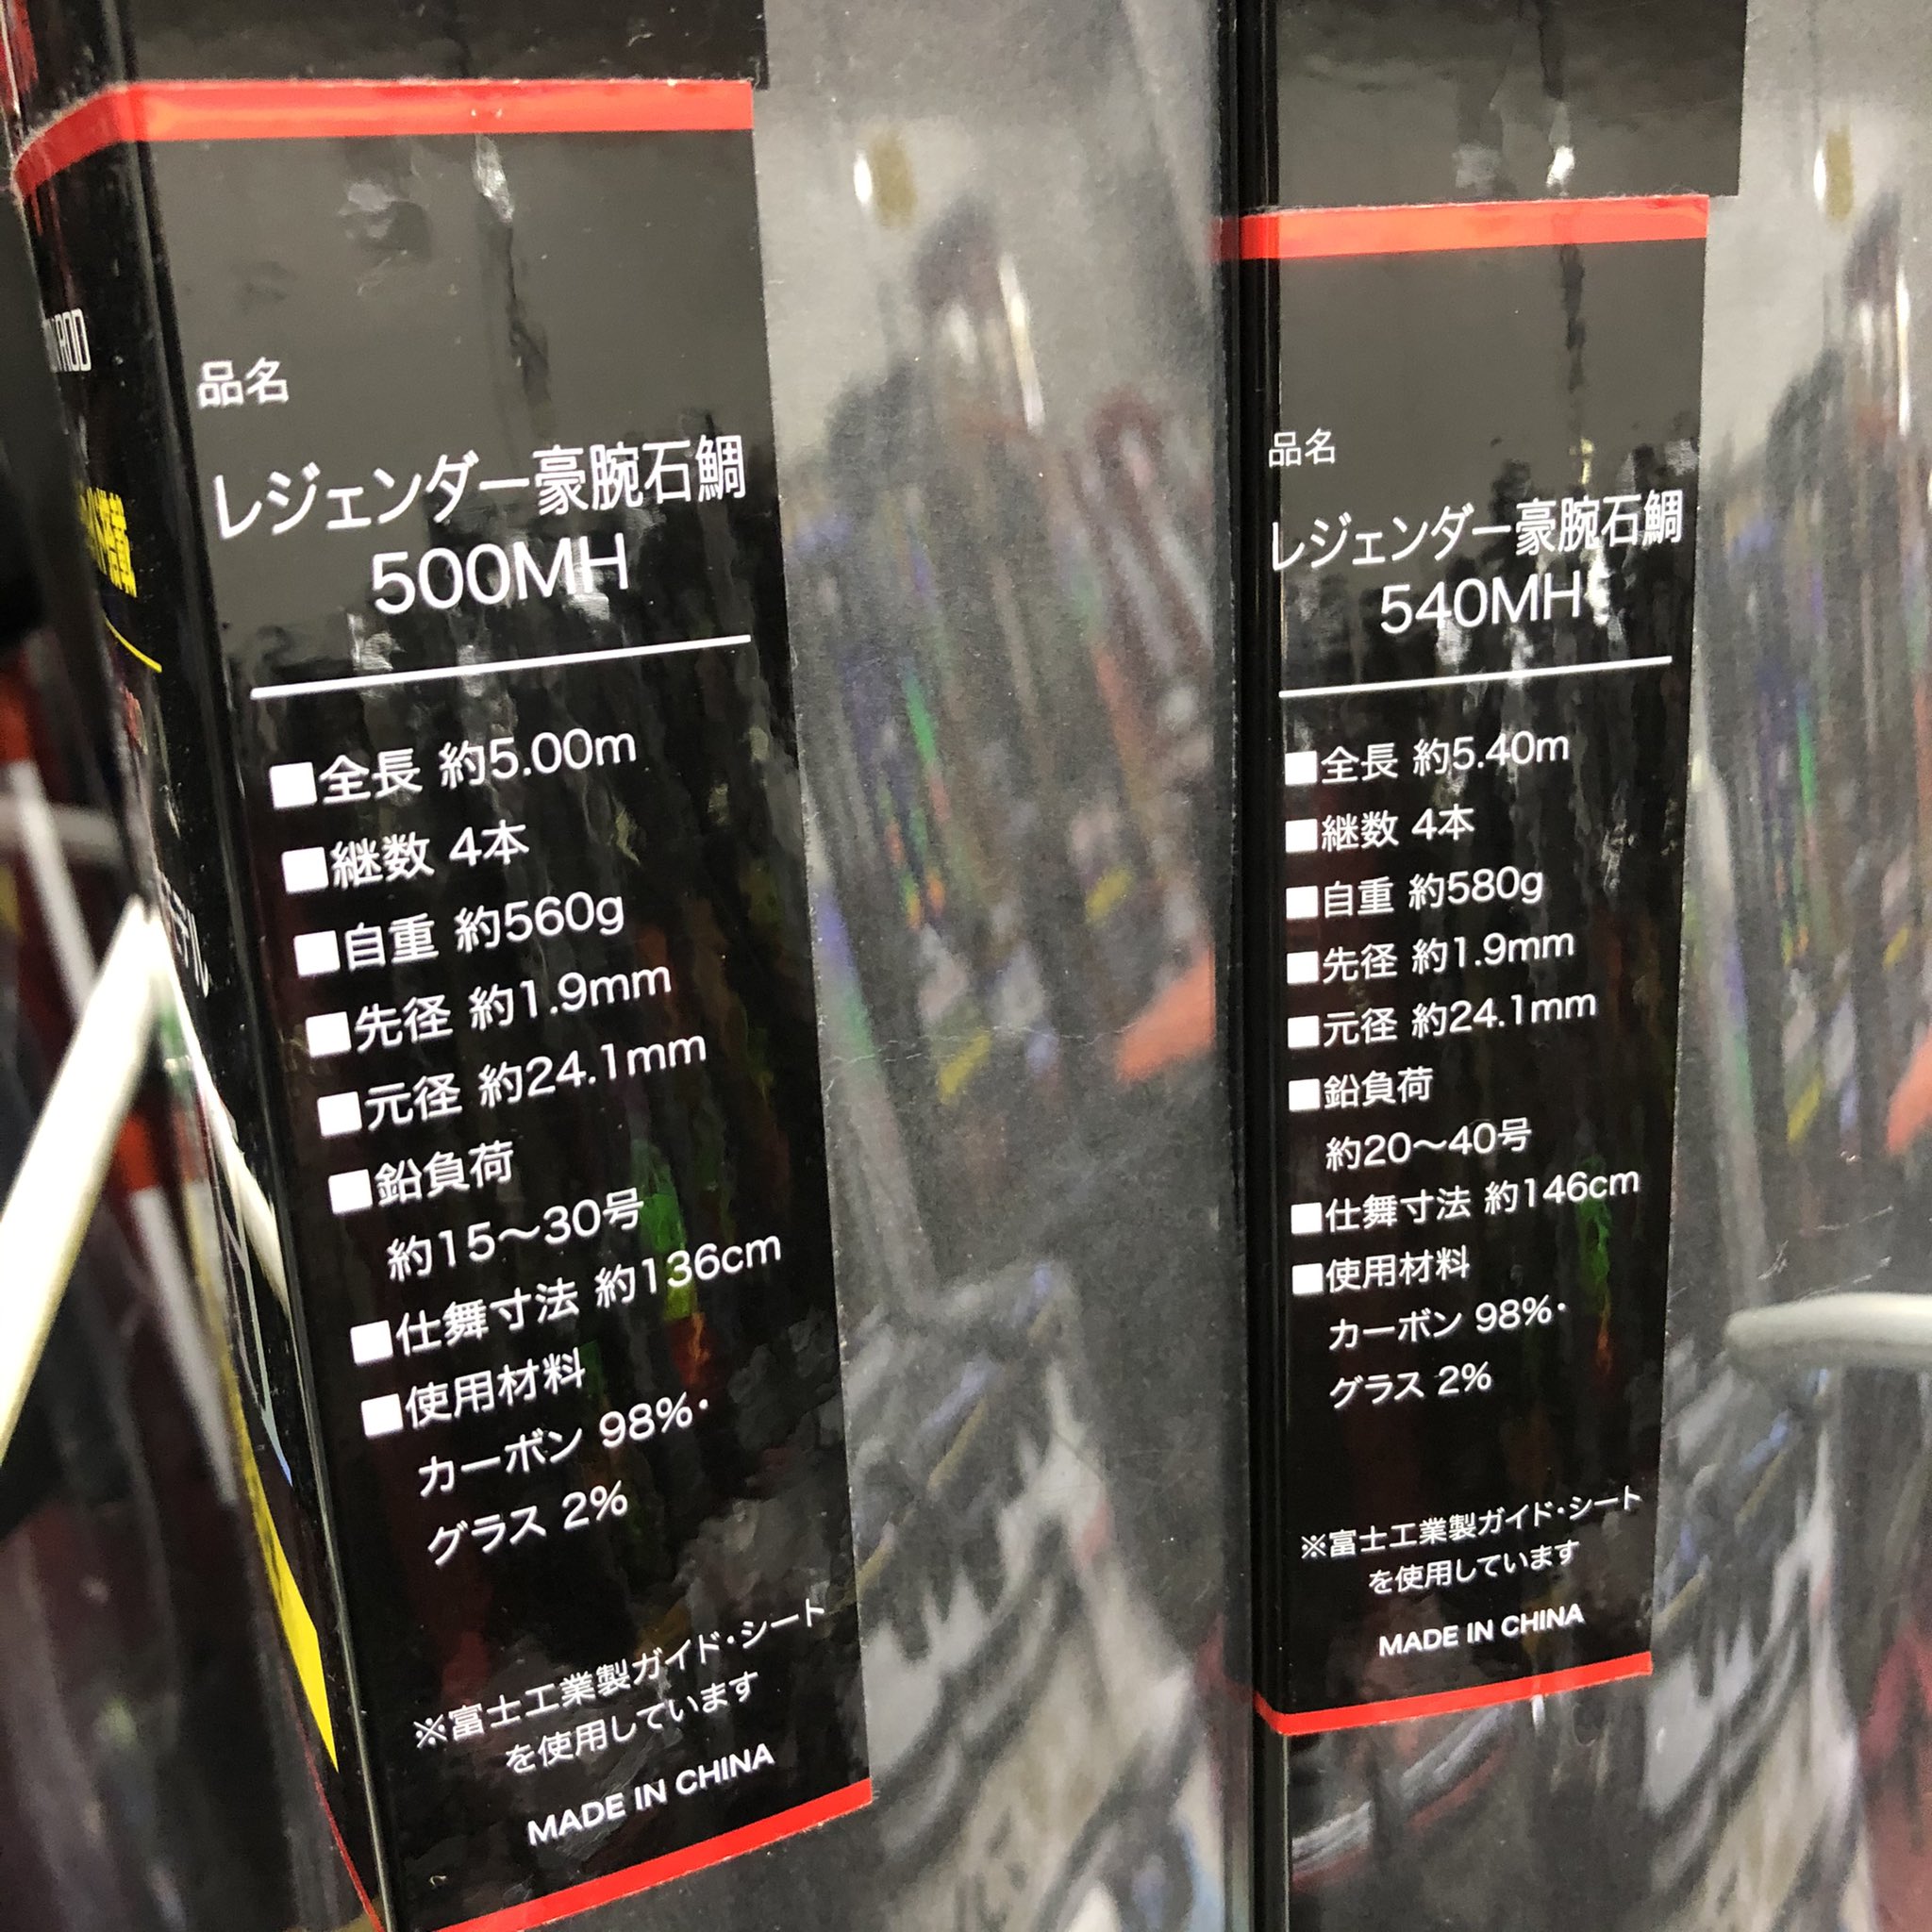 品名
レジェンダー豪腕石鯛
500MH
■全長 約5.00m
■継数 4本
■自重 約560g
■先径 約1.9mm
■元径 約24.1mm
■鉛負荷
約15～30号
■仕舞寸法 約136cm
■使用材料
カーボン 98%・
グラス 2%
※富士工業製ガイド・シート
を使用しています
MADE IN CHINA
品名
レジェンダー豪腕石鯛
540MH
■全長 約5.40m
■継数 4本
■自重 約580g
■先径 約1.9mm
■元径 約24.1mm
■鉛負荷
約20～40号
■仕舞寸法 約146cm
■使用材料
カーボン 98%・
グラス 2%
※富士工業製ガイド・シート
を使用しています
MADE IN CHINA
ROD
搭載